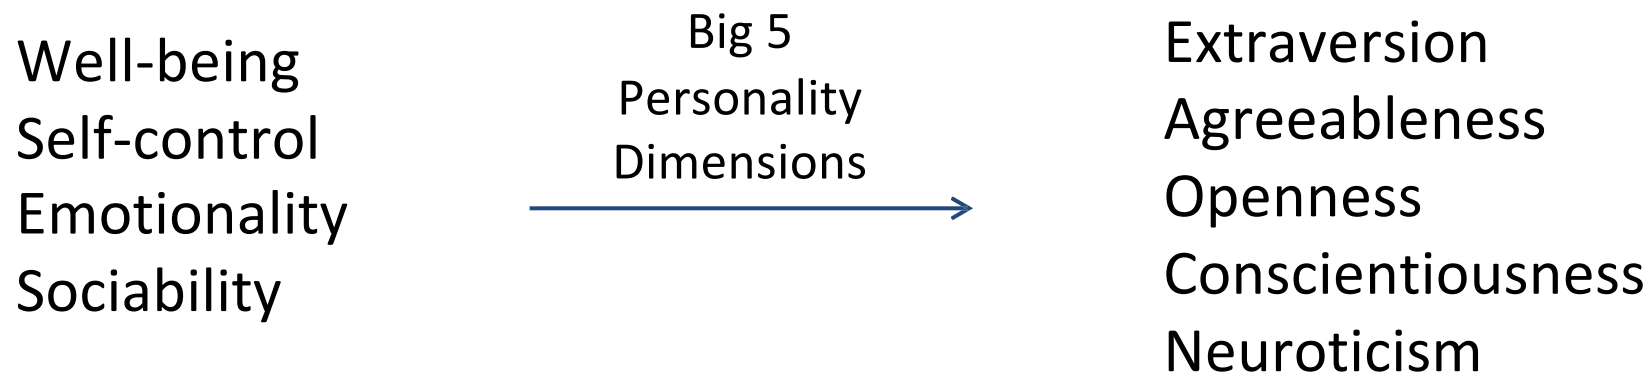 Well-being
Self-control
Emotionality
Sociability
Big 5
Personality
Dimensions
Extraversion
Agreeableness
Openness
Conscientiousness
Neuroticism